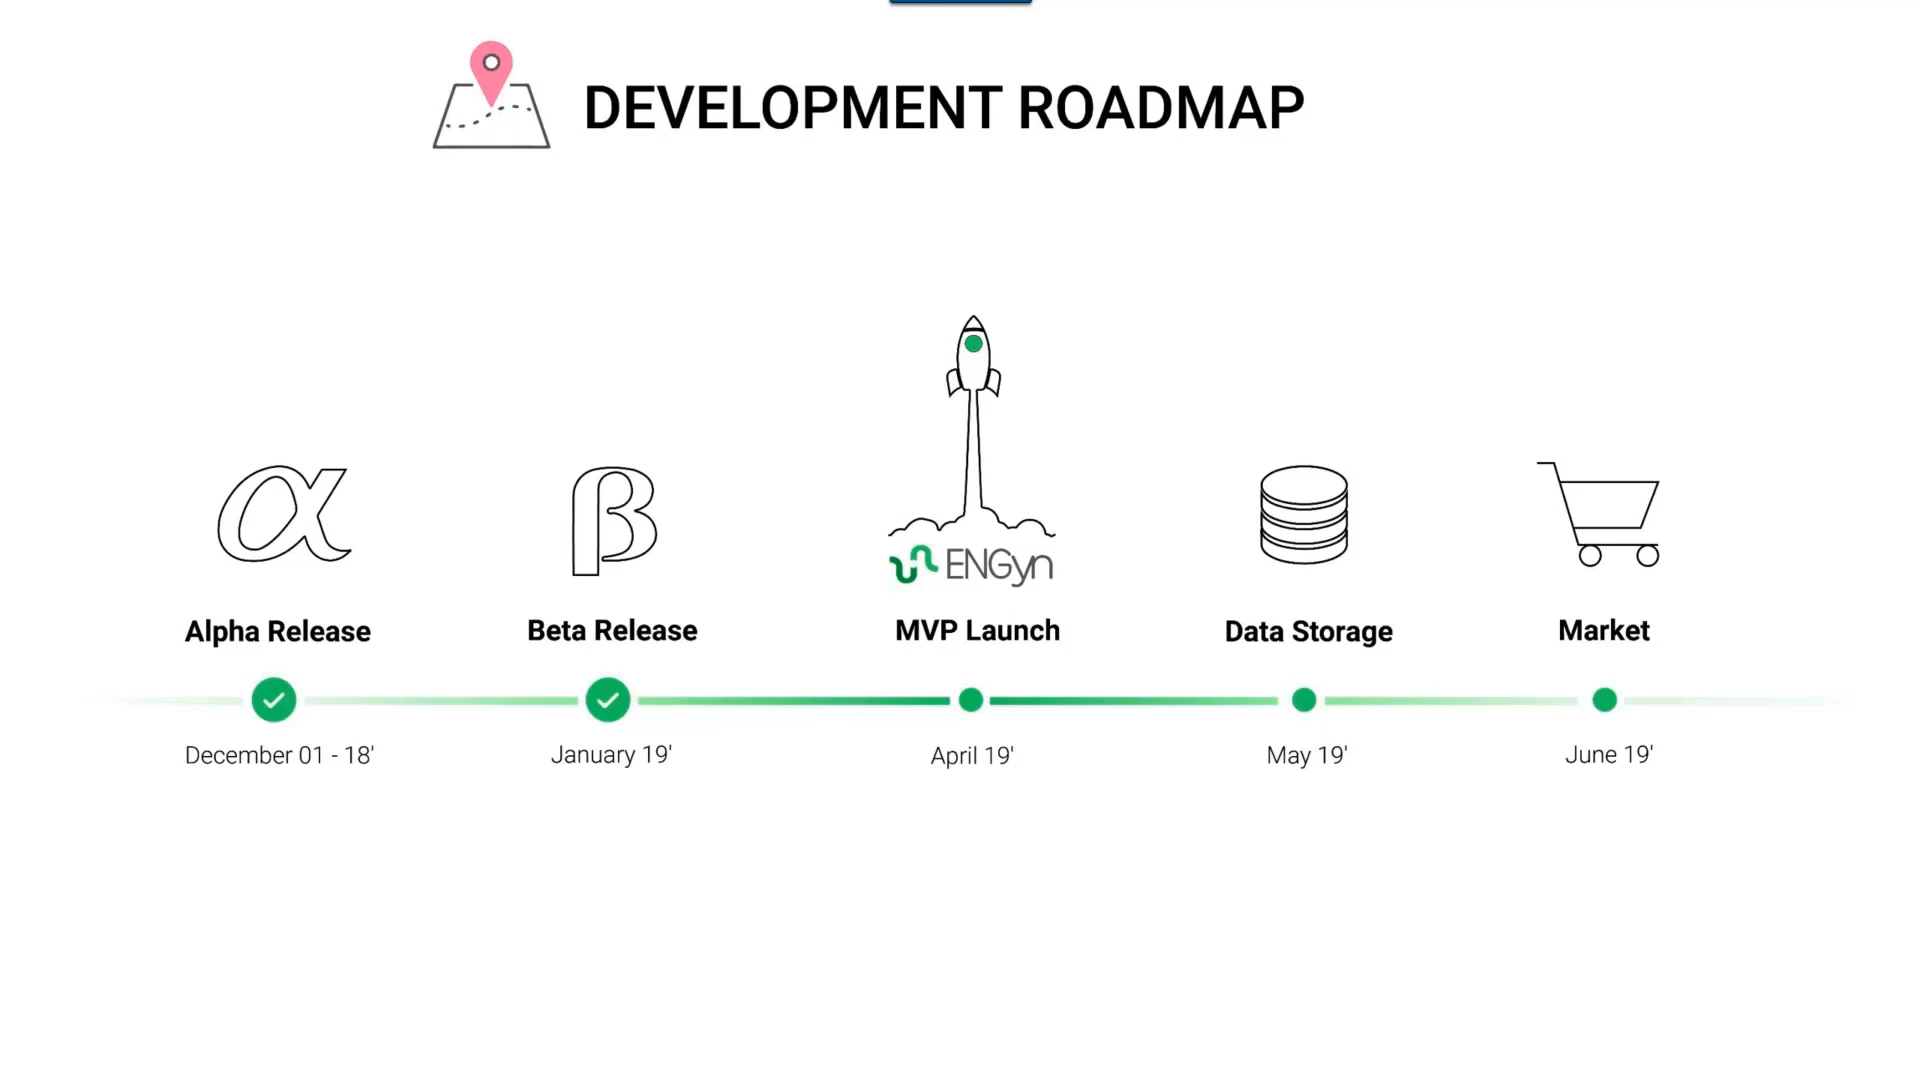 DEVELOPMENT ROADMAP
α
β
ENGyn
Alpha Release
Beta Release
MVP Launch
Data Storage
Market
December 01 - 18'
January 19'
April 19'
May 19'
June 19'